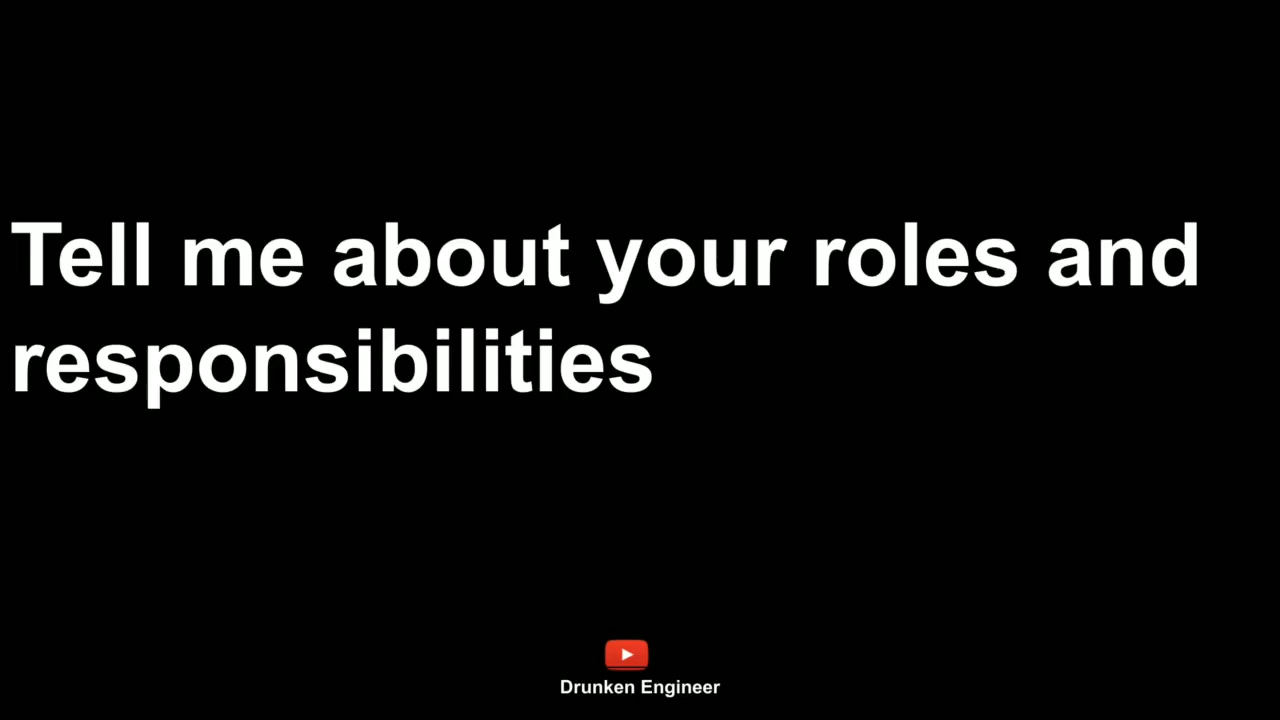 Tell me about your roles and
responsibilities
Drunken Engineer